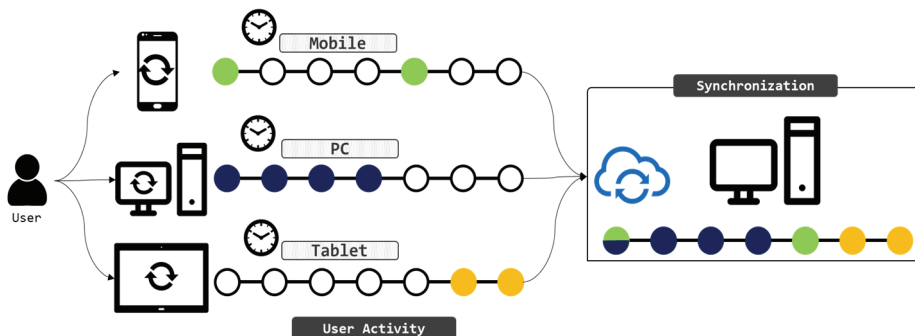 Mobile
Synchronization
PC
User
Tablet
User Activity